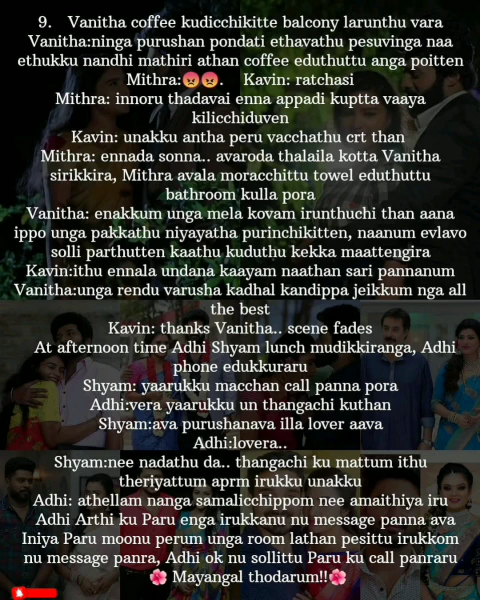 9. Vanitha coffee kudicchikitte balcony larunthu vara
Vanitha:ninga purushan pondati ethavathu pesuvinga naa
ethukku nandhi mathiri athan coffee eduthuttu anga poitten
Mithra:😡😡. Kavin: ratchasi
Mithra: innoru thadavai enna appadi kuptta vaaya
kilicchiduven
Kavin: unakku antha peru vacchathu crt than
Mithra: ennada sonna.. avaroda thalaila kotta Vanitha
sirikkira, Mithra avala moracchittu towel eduthuttu
bathroom kulla pora
Vanitha: enakkum unga mela kovam irunthuchi than aana
ippo unga pakkathu niyayatha purinchikitten, naanum evlavo
solli parthutten kaathu kuduthu kekka maattengira
Kavin:ithu ennala undana kaayam naathan sari pannanum
Vanitha:unga rendu varusha kadhal kandippa jeikkum nga all
the best
Kavin: thanks Vanitha.. scene fades
At afternoon time Adhi Shyam lunch mudikkiranga, Adhi
phone edukkuraru
Shyam: yaarukku macchan call panna pora
Adhi:vera yaarukku un thangachi kuthan
Shyam:ava purushanava illa lover aava
Adhi:lovera..
Shyam:nee nadathu da.. thangachi ku mattum ithu
theriyattum aprm irukku unakku
Adhi: athellam nanga samalicchippom nee amaithiya iru
Adhi Arthi ku Paru enga irukkanu nu message panna ava
Iniya Paru moonu perum unga room lathan pesittu irukkom
nu message panra, Adhi ok nu sollittu Paru ku call panraru
🌸 Mayangal thodarum!!🌸